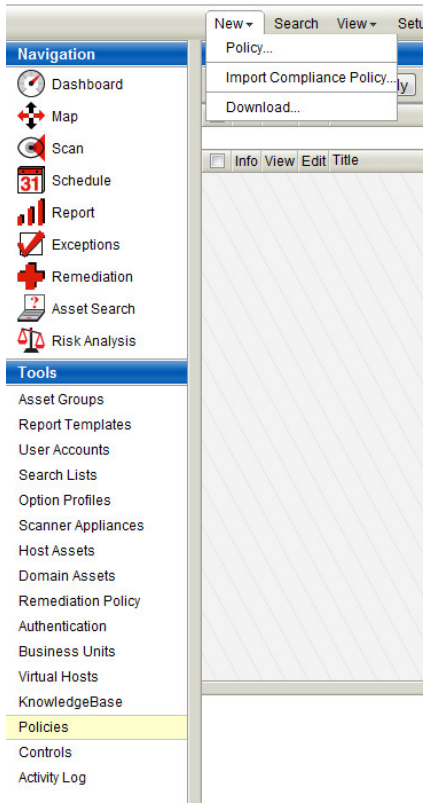 New Search View Setu
Navigation
Policy...
Dashboard
Import Compliance Policy...
ly
Map
Download...
Scan
Info View Edit Title
31 Schedule
Report
Exceptions
Remediation
? Asset Search
Risk Analysis
Tools
Asset Groups
Report Templates
User Accounts
Search Lists
Option Profiles
Scanner Appliances
Host Assets
Domain Assets
Remediation Policy
Authentication
Business Units
Virtual Hosts
KnowledgeBase
Policies
Controls
Activity Log